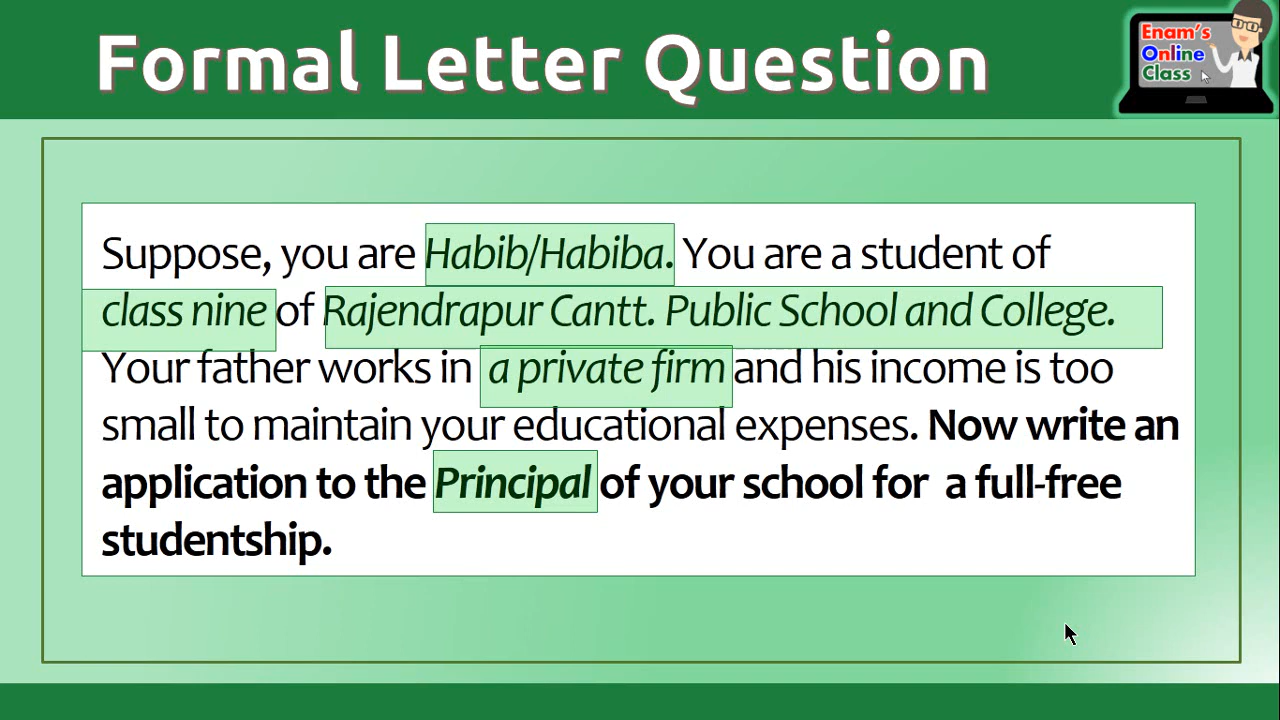 Formal Letter Question
Enam's
Online
Class
Suppose, you are Habib/Habiba. You are a student of
class nine of Rajendrapur Cantt. Public School and College.
Your father works in a private firm and his income is too
small to maintain your educational expenses. Now write an
application to the Principal of your school for a full-free
studentship.